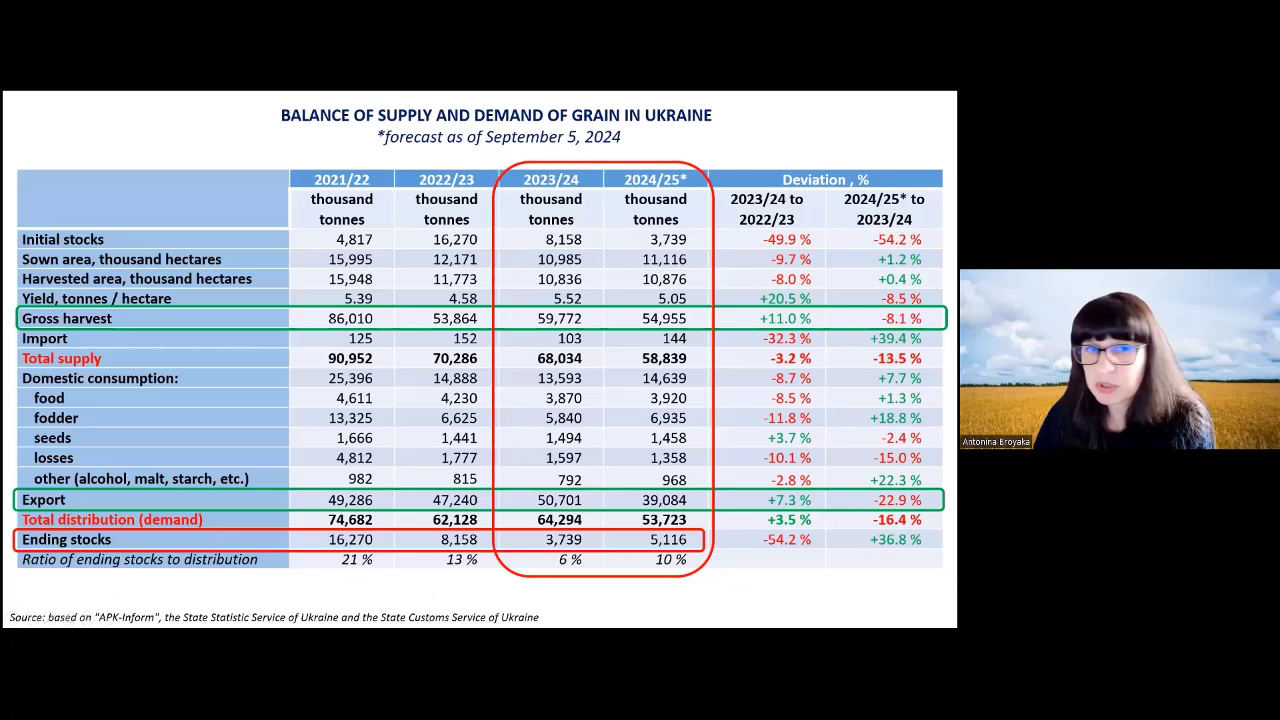 BALANCE OF SUPPLY AND DEMAND OF GRAIN IN UKRAINE
*forecast as of September 5, 2024
2021/22 2022/23 2023/24 2024/25* Deviation , %
thousand tonnes thousand tonnes thousand tonnes thousand tonnes 2023/24 to 2022/23 2024/25* to 2023/24
Initial stocks 4,817 16,270 8,158 3,739 -49.9 % -54.2 %
Sown area, thousand hectares 15,995 12,171 10,985 11,116 -9.7 % +1.2 %
Harvested area, thousand hectares 15,948 11,773 10,836 10,876 -8.0 % +0.4 %
Yield, tonnes / hectare 5.39 4.58 5.52 5.05 +20.5 % -8.5 %
Gross harvest 86,010 53,864 59,772 54,955 +11.0 % -8.1 %
Import 125 152 103 144 -32.3 % +39.4 %
Total supply 90,952 70,286 68,034 58,839 -3.2 % -13.5 %
Domestic consumption: 25,396 14,888 13,593 14,639 -8.7 % +7.7 %
food 4,611 4,230 3,870 3,920 -8.5 % +1.3 %
fodder 13,325 6,625 5,840 6,935 -11.8 % +18.8 %
seeds 1,666 1,441 1,494 1,458 +3.7 % -2.4 %
losses 4,812 1,777 1,597 1,358 -10.1 % -15.0 %
other (alcohol, malt, starch, etc.) 982 815 792 968 -2.8 % +22.3 %
Export 49,286 47,240 50,701 39,084 +7.3 % -22.9 %
Total distribution (demand) 74,682 62,128 64,294 53,723 +3.5 % -16.4 %
Ending stocks 16,270 8,158 3,739 5,116 -54.2 % +36.8 %
Ratio of ending stocks to distribution 21 % 13 % 6 % 10 %
Source: based on "APK-Inform", the State Statistic Service of Ukraine and the State Customs Service of Ukraine
Antonina Broyaka